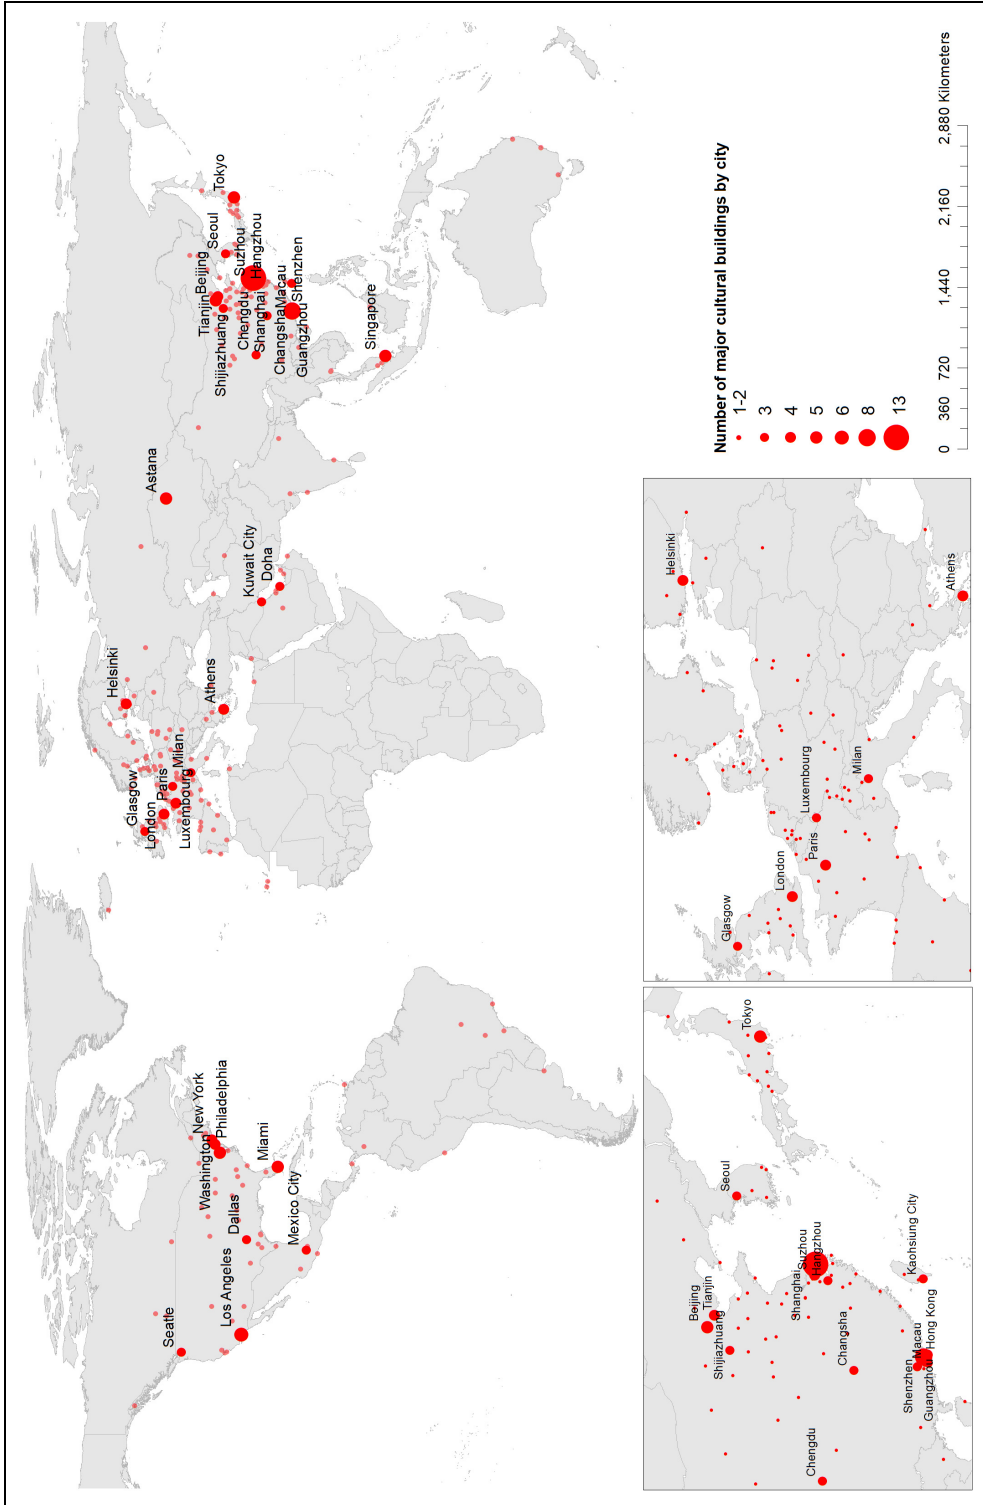 Seattle
Los Angeles
Dallas
Washington
New York
Philadelphia
Miami
Mexico City
Glasgow
London
Paris
Luxembourg
Milan
Helsinki
Athens
Kuwait City
Doha
Astana
Shijiazhuang
Tianjin
Beijing
Seoul
Tokyo
Chengdu
Suzhou
Shanghai
Hangzhou
Changsha
Macau
Guangzhou
Shenzhen
Singapore
Chengdu
Shijiazhuang
Beijing
Tianjin
Seoul
Tokyo
Shanghai
Suzhou
Hangzhou
Changsha
Shenzhen
Macau
Guangzhou
Hong Kong
Kaohsiung City
Glasgow
London
Paris
Luxembourg
Milan
Helsinki
Athens
Number of major cultural buildings by city
1-2
3
4
5
6
8
13
0 360 720 1,440 2,160 2,880 Kilometers